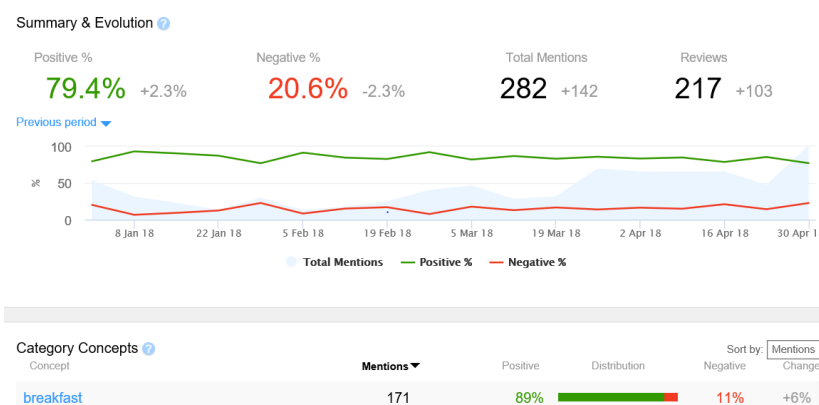 Summary & Evolution ?
Positive % Negative % Total Mentions Reviews
79.4% +2.3% 20.6% -2.3% 282 +142 217 +103
Previous period
100
50
0
%
8 Jan 18 22 Jan 18 5 Feb 18 19 Feb 18 5 Mar 18 19 Mar 18 2 Apr 18 16 Apr 18 30 Apr 1
Total Mentions Positive % Negative %
Category Concepts ? Sort by: Mentions
Concept Mentions Positive Distribution Negative Change
breakfast 171 89% 11% +6%